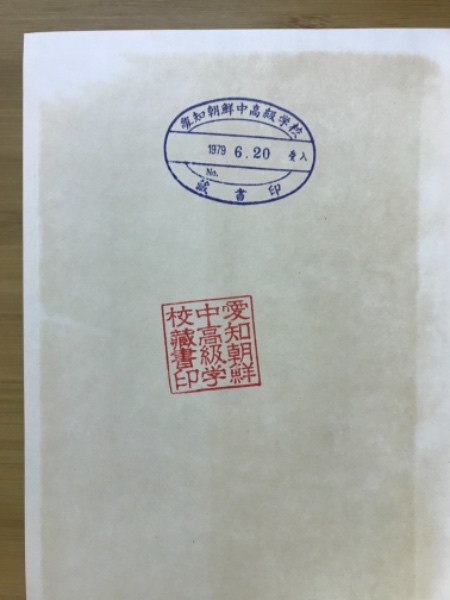 愛知朝鮮中高級学校
1979 6.20 受入
No.
蔵書印
愛知朝鮮
中高級学
校藏書印